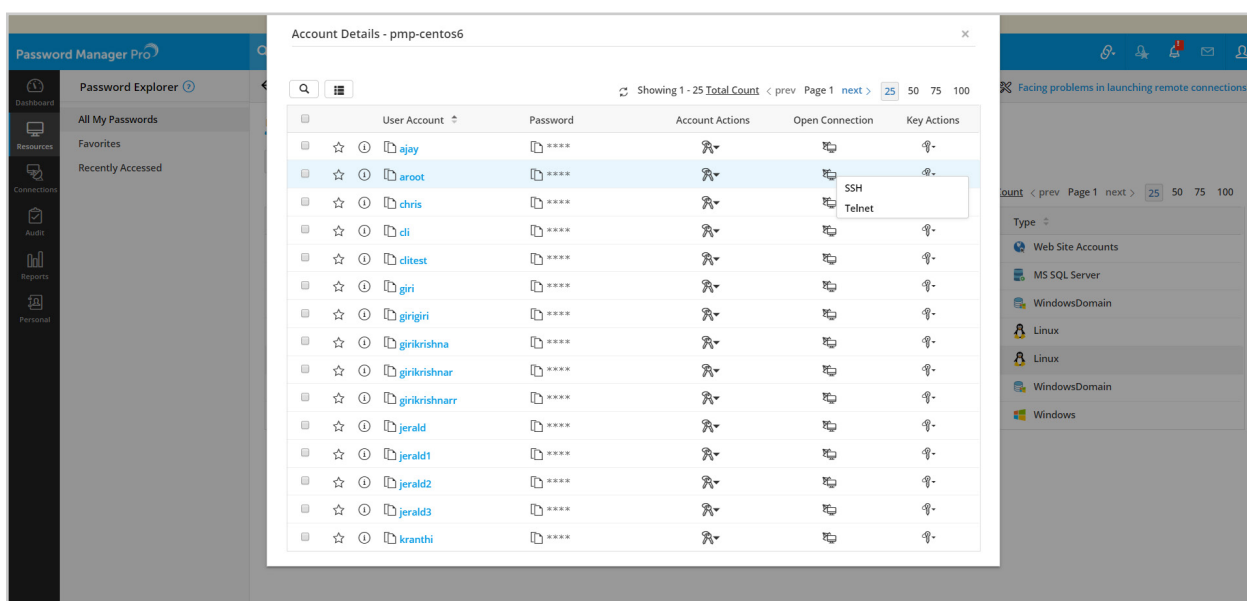 Account Details - pmp-centos6 ×
Password Manager Pro
1
Password Explorer ?
Facing problems in launching remote connections
Dashboard
Resources
Connections
Audit
Reports
Personal
All My Passwords
Favorites
Recently Accessed
Showing 1 - 25 Total Count < prev Page 1 next > 25 50 75 100
User Account Password Account Actions Open Connection Key Actions
ajay ****
aroot ****
SSH
Telnet
chris ****
cli ****
clitest ****
giri ****
girigiri ****
girikrishna ****
girikrishnar ****
girikrishnarr ****
jerald ****
jerald1 ****
jerald2 ****
jerald3 ****
kranthi ****
ount < prev Page 1 next > 25 50 75 100
Type
Web Site Accounts
MS SQL Server
WindowsDomain
Linux
Linux
WindowsDomain
Windows